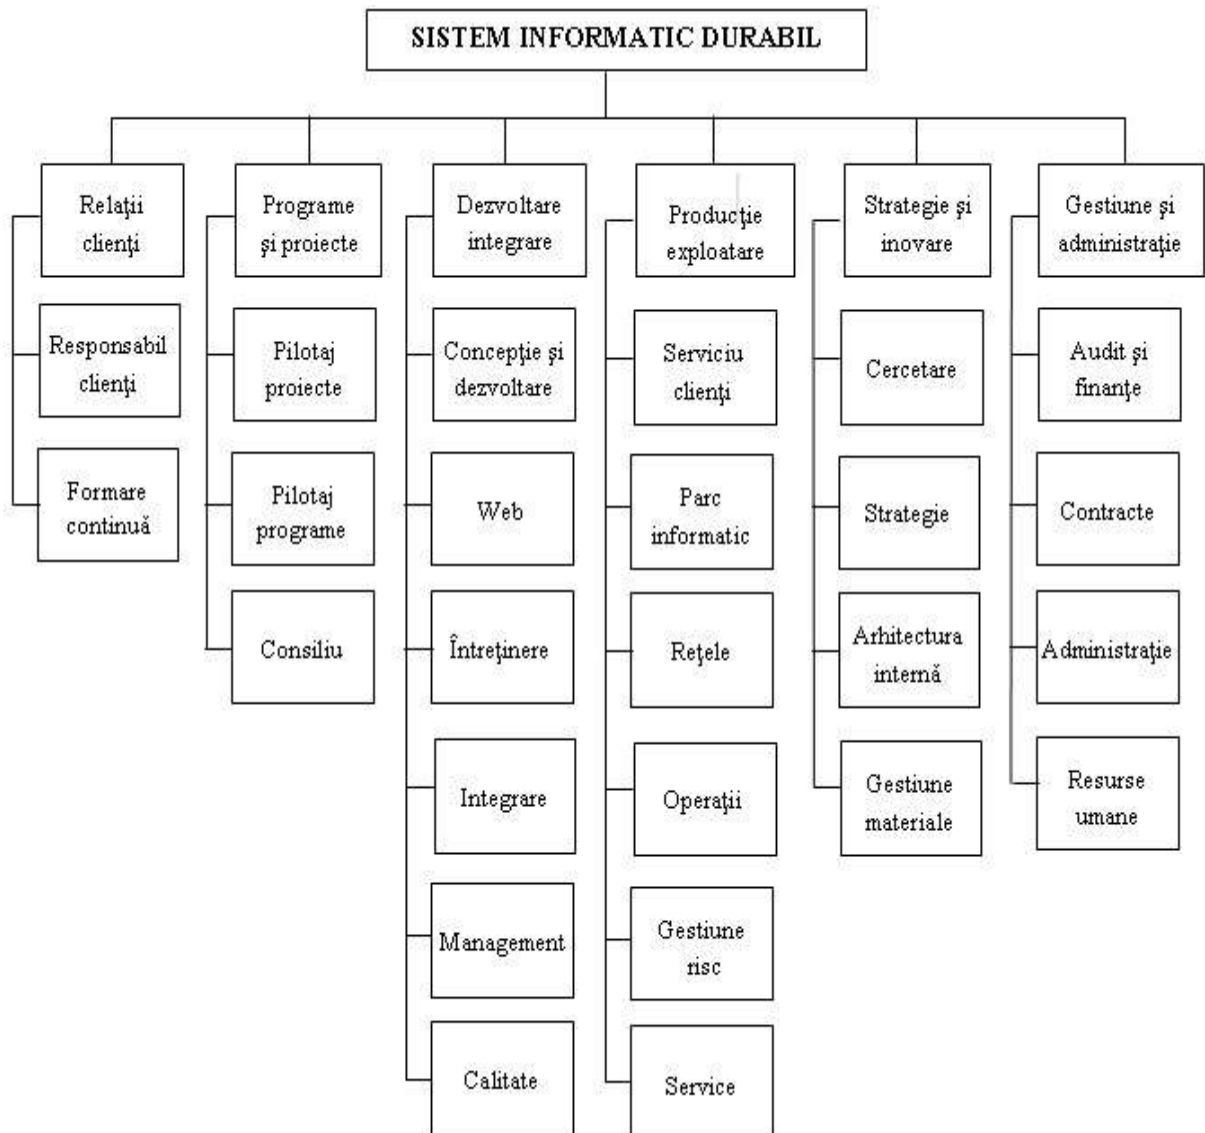 SISTEM INFORMATIC DURABIL
Relaţii
clienţi
Responsabil
clienţi
Formare
continuă
Programe
şi proiecte
Pilotaj
proiecte
Pilotaj
programe
Consiliu
Dezvoltare
integrare
Concepţie şi
dezvoltare
Web
Întreţinere
Integrare
Management
Calitate
Producţie
exploatare
Serviciu
clienţi
Parc
informatic
Reţele
Operaţii
Gestiune
risc
Service
Strategie şi
inovare
Cercetare
Strategie
Arhitectura
internă
Gestiune
materiale
Gestiune şi
administraţie
Audit şi
finanţe
Contracte
Administraţie
Resurse
umane